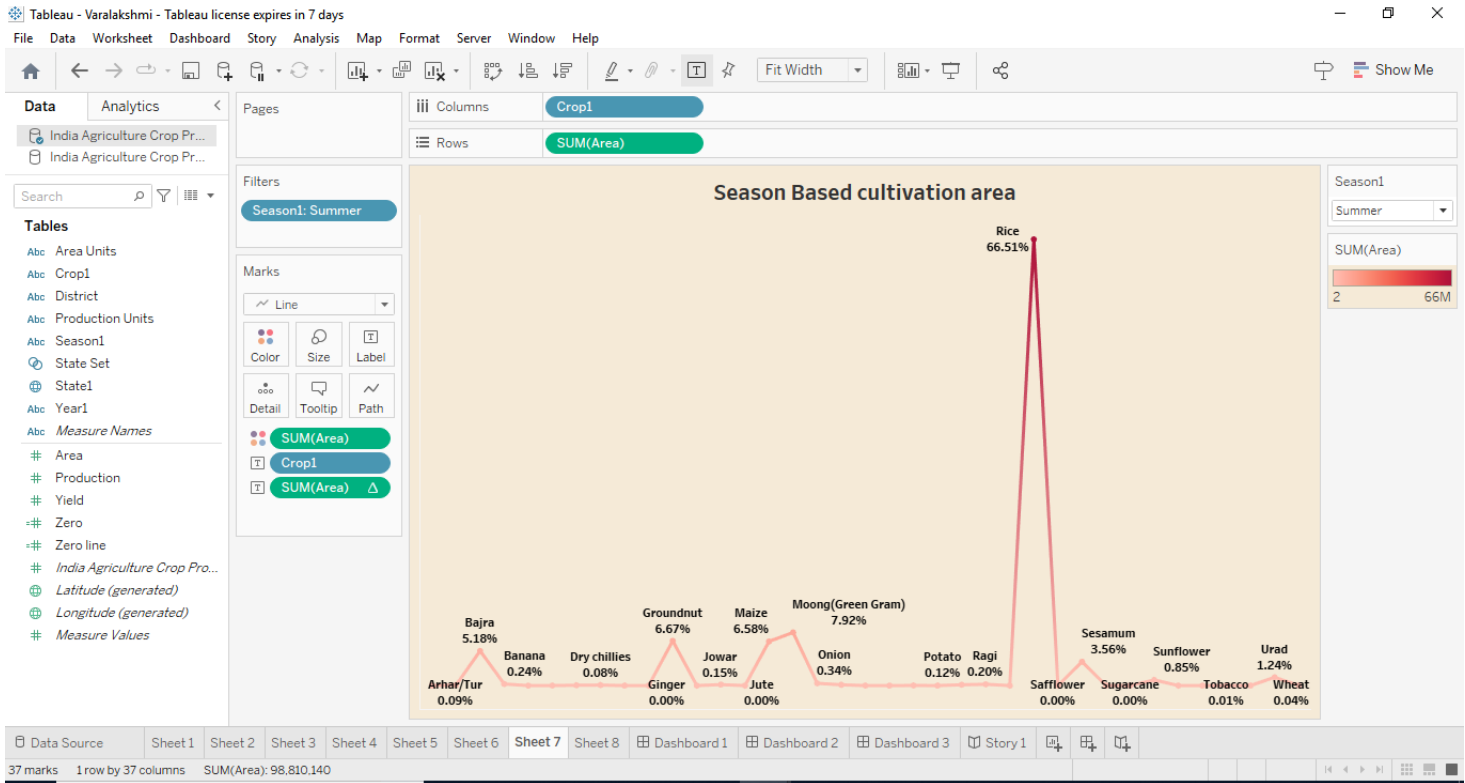 Tableau - Varalakshmi - Tableau license expires in 7 days
File Data Worksheet Dashboard Story Analysis Map Format Server Window Help
Fit Width
Show Me
Data Analytics
India Agriculture Crop Pr...
India Agriculture Crop Pr...
Search
Tables
Abc Area Units
Abc Crop1
Abc District
Abc Production Units
Abc Season1
State Set
State1
Abc Year1
Abc Measure Names
# Area
# Production
# Yield
=# Zero
=# Zero line
# India Agriculture Crop Pro...
Latitude (generated)
Longitude (generated)
# Measure Values
Pages
Filters
Season1: Summer
Marks
Line
Color Size Label
Detail Tooltip Path
SUM(Area)
Crop1
SUM(Area) Δ
iii Columns Crop1
Rows SUM(Area)
Season Based cultivation area
Rice
66.51%
Bajra
5.18%
Groundnut
6.67%
Maize
6.58%
Moong(Green Gram)
7.92%
Sesamum
3.56%
Sunflower
0.85%
Urad
1.24%
Banana
0.24%
Dry chillies
0.08%
Jowar
0.15%
Onion
0.34%
Potato
0.12%
Ragi
0.20%
Arhar/Tur
0.09%
Ginger
0.00%
Jute
0.00%
Safflower
0.00%
Sugarcane
0.00%
Tobacco
0.01%
Wheat
0.04%
Season1
Summer
SUM(Area)
2 66M
Data Source Sheet 1 Sheet 2 Sheet 3 Sheet 4 Sheet 5 Sheet 6 Sheet 7 Sheet 8 Dashboard 1 Dashboard 2 Dashboard 3 Story 1
37 marks 1 row by 37 columns SUM(Area): 98,810,140